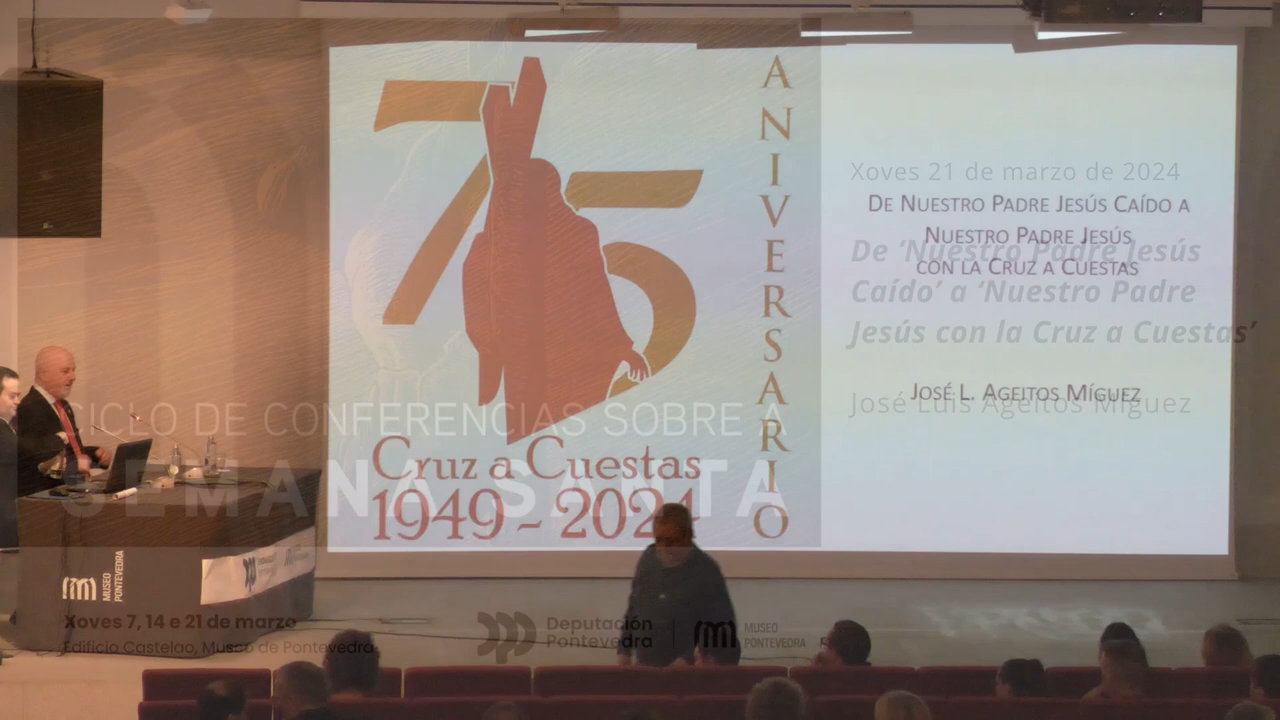 75
ANIVERSARIO
Cruz a Cuestas
1949 - 2024
DE NUESTRO PADRE JESÚS CAÍDO A
NUESTRO PADRE JESÚS
CON LA CRUZ A CUESTAS
JOSÉ L. AGEITOS MÍGUEZ
Xoves 21 de marzo de 2024
De ‘Nuestro Padre Jesús
Caído’ a ‘Nuestro Padre
Jesús con la Cruz a Cuestas’
José Luis Ageitos Míguez
CICLO DE CONFERENCIAS SOBRE A
SEMANA SANTA
MUSEO
PONTEVEDRA
Xoves 7, 14 e 21 de marzo
Edificio Castelao, Museo de Pontevedra
Deputación
Pontevedra
MUSEO
PONTEVEDRA